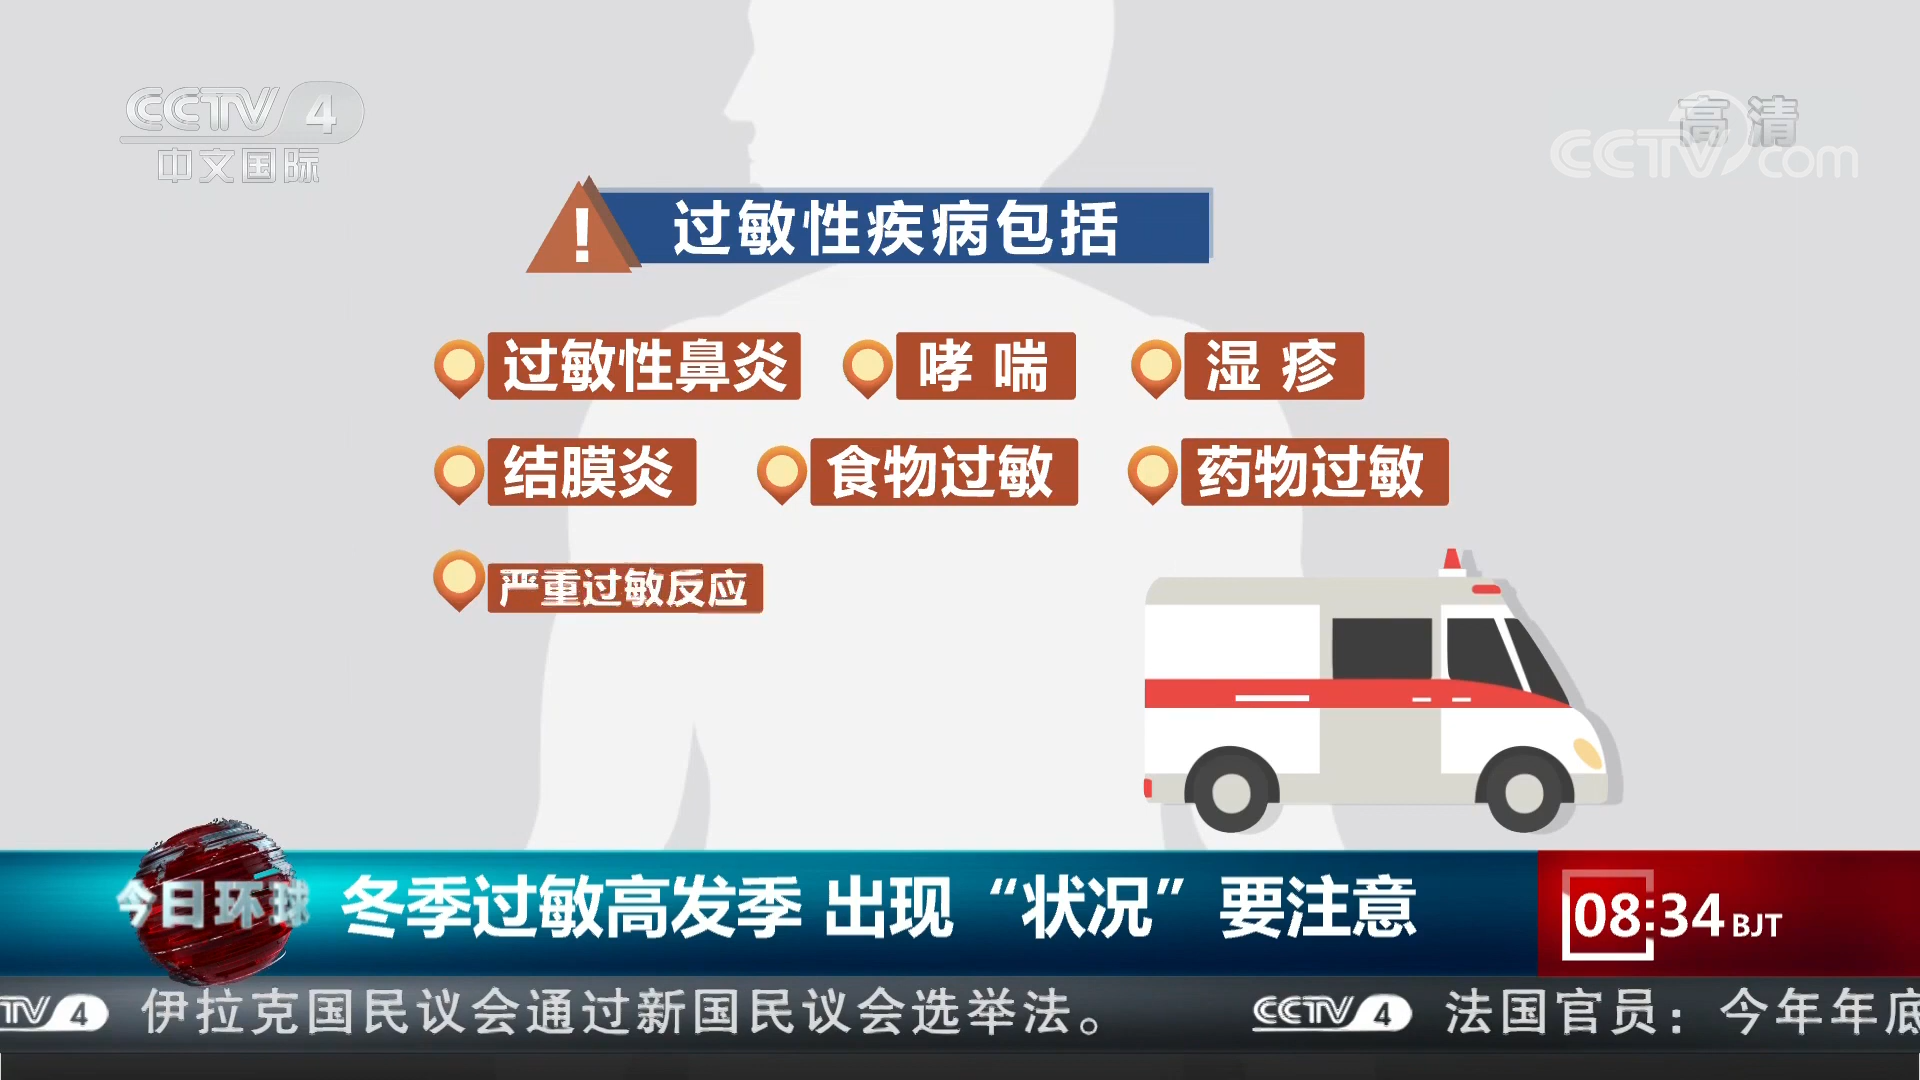 CCTV 4
中文国际
高清
CCTV com
! 过敏性疾病包括
过敏性鼻炎 哮喘 湿疹
结膜炎 食物过敏 药物过敏
严重过敏反应
今日环球 冬季过敏高发季 出现“状况”要注意 08:34 BJT
TV 4 伊拉克国民议会通过新国民议会选举法。 CCTV 4 法国官员：今年年底